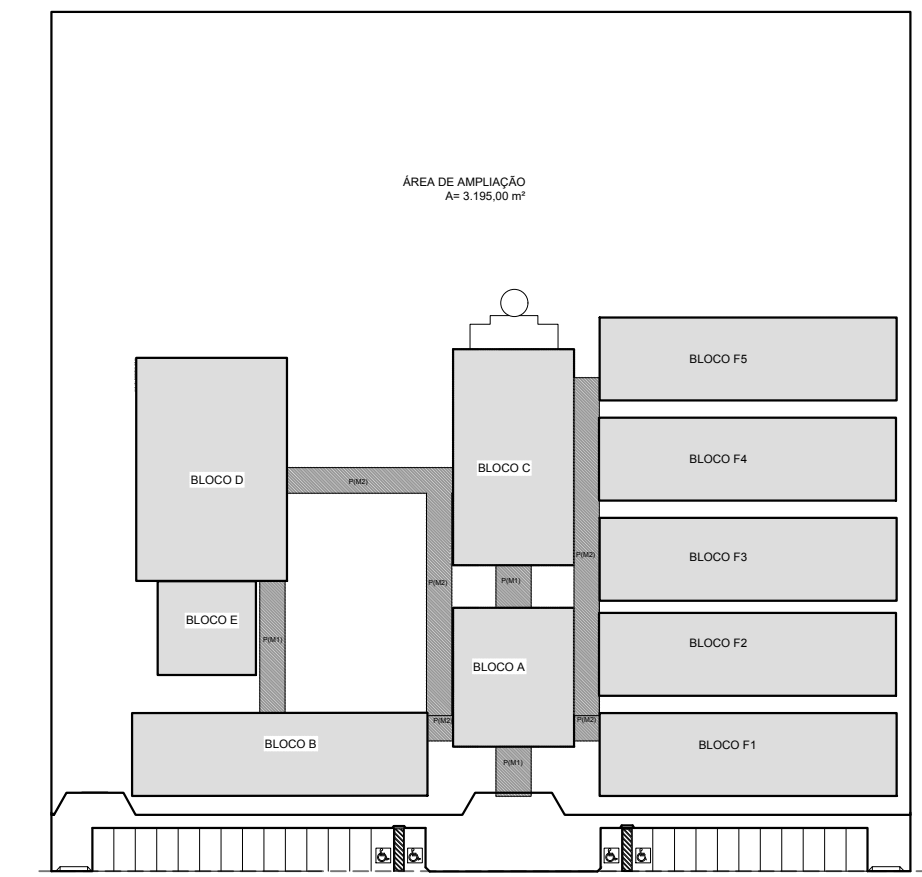 ÁREA DE AMPLIAÇÃO
A= 3.195,00 m²
BLOCO F5
BLOCO F4
BLOCO C
BLOCO D
P(M2)
BLOCO F3
P(M2)
P(M1)
P(M2)
BLOCO E
P(M1)
BLOCO F2
BLOCO A
P(M2)
P(M2)
BLOCO B
BLOCO F1
P(M1)